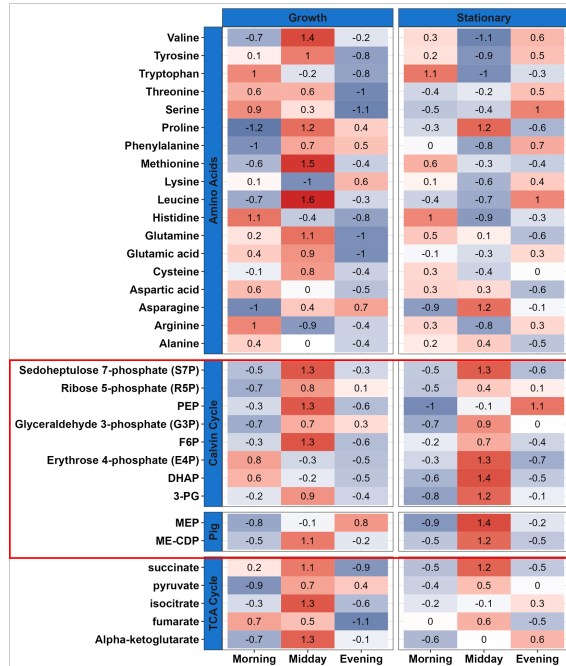 Growth Stationary
Amino Acids
Valine -0.7 1.4 -0.2 0.3 -1.1 0.6
Tyrosine 0.1 1 -0.8 0.2 -0.9 0.5
Tryptophan 1 -0.2 -0.8 1.1 -1 -0.3
Threonine 0.6 0.6 -1 -0.4 -0.2 0.5
Serine 0.9 0.3 -1.1 -0.5 -0.4 1
Proline -1.2 1.2 0.4 -0.3 1.2 -0.6
Phenylalanine -1 0.7 0.5 0 -0.8 0.7
Methionine -0.6 1.5 -0.4 0.6 -0.3 -0.4
Lysine 0.1 -1 0.6 0.1 -0.6 0.4
Leucine -0.7 1.6 -0.3 -0.4 -0.7 1
Histidine 1.1 -0.4 -0.8 1 -0.9 -0.3
Glutamine 0.2 1.1 -1 0.5 0.1 -0.6
Glutamic acid 0.4 0.9 -1 -0.1 -0.3 0.3
Cysteine -0.1 0.8 -0.4 0.3 -0.4 0
Aspartic acid 0.6 0 -0.5 0.3 0.3 -0.6
Asparagine -1 0.4 0.7 -0.9 1.2 -0.1
Arginine 1 -0.9 -0.4 0.3 -0.8 0.3
Alanine 0.4 0 -0.4 0.2 0.4 -0.5
Calvin Cycle
Sedoheptulose 7-phosphate (S7P) -0.5 1.3 -0.3 -0.5 1.3 -0.6
Ribose 5-phosphate (R5P) -0.7 0.8 0.1 -0.5 0.4 0.1
PEP -0.3 1.3 -0.6 -1 -0.1 1.1
Glyceraldehyde 3-phosphate (G3P) -0.7 0.7 0.3 -0.7 0.9 0
F6P -0.3 1.3 -0.6 -0.2 0.7 -0.4
Erythrose 4-phosphate (E4P) 0.8 -0.3 -0.5 -0.3 1.3 -0.7
DHAP 0.6 -0.2 -0.5 -0.6 1.4 -0.5
3-PG -0.2 0.9 -0.4 -0.8 1.2 -0.1
Pig
MEP -0.8 -0.1 0.8 -0.9 1.4 -0.2
ME-CDP -0.5 1.1 -0.2 -0.5 1.2 -0.5
TCA Cycle
succinate 0.2 1.1 -0.9 -0.5 1.2 -0.5
pyruvate -0.9 0.7 0.4 -0.4 0.5 0
isocitrate -0.3 1.3 -0.6 -0.2 -0.1 0.3
fumarate 0.7 0.5 -1.1 0 0.6 -0.5
Alpha-ketoglutarate -0.7 1.3 -0.1 -0.6 0 0.6
Morning Midday Evening Morning Midday Evening